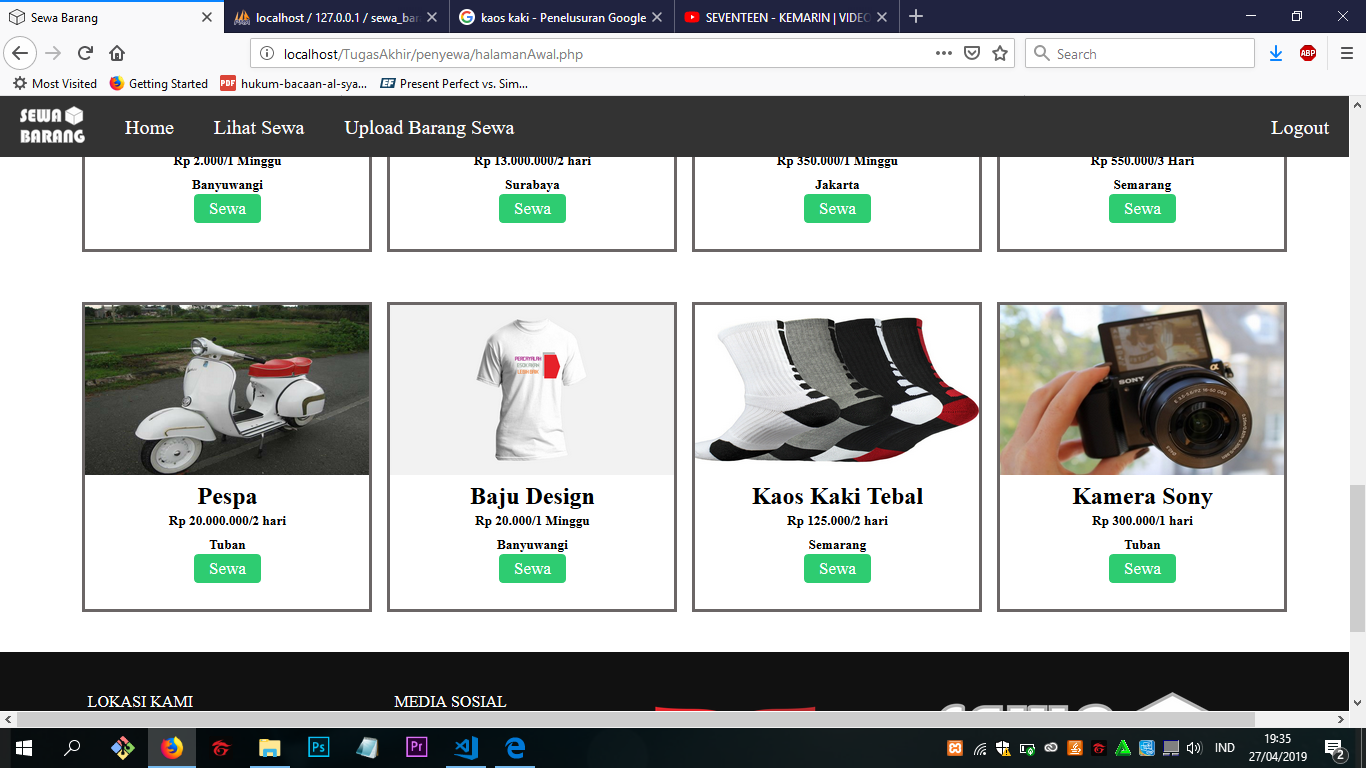 Sewa Barang
localhost / 127.0.0.1 / sewa_bar
kaos kaki - Penelusuran Google
SEVENTEEN - KEMARIN | VIDEO
localhost/TugasAkhir/penyewa/halamanAwal.php
Search
ABP
Most Visited
Getting Started
PDF
hukum-bacaan-al-sya...
EF
Present Perfect vs. Sim...
SEWA
BARANG
Home
Lihat Sewa
Upload Barang Sewa
Logout
Rp 2.000/1 Minggu
Rp 13.000.000/2 hari
Rp 350.000/1 Minggu
Rp 550.000/3 Hari
Banyuwangi
Surabaya
Jakarta
Semarang
Sewa
Sewa
Sewa
Sewa
SONY
Pespa
Baju Design
Kaos Kaki Tebal
Kamera Sony
Rp 20.000.000/2 hari
Rp 20.000/1 Minggu
Rp 125.000/2 hari
Rp 300.000/1 hari
Tuban
Banyuwangi
Semarang
Tuban
Sewa
Sewa
Sewa
Sewa
LOKASI KAMI
MEDIA SOSIAL
Ps
Pr
IND
19:35
27/04/2019
2